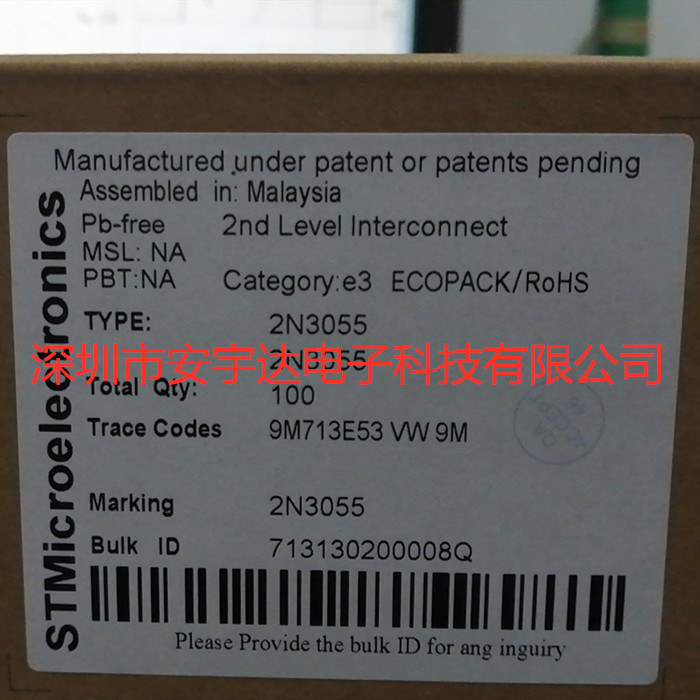 Manufactured under patent or patents pending
STMicroelectronics
Assembled in: Malaysia
Pb-free 2nd Level Interconnect
MSL: NA
PBT:NA Category:e3 ECOPACK/RoHS
TYPE: 2N3055
2N3055
深圳市安宇达电子科技有限公司
Total Qty: 100
Trace Codes 9M713E53 VW 9M
Marking 2N3055
Bulk ID 713130200008Q
Please Provide the bulk ID for ang inguiry